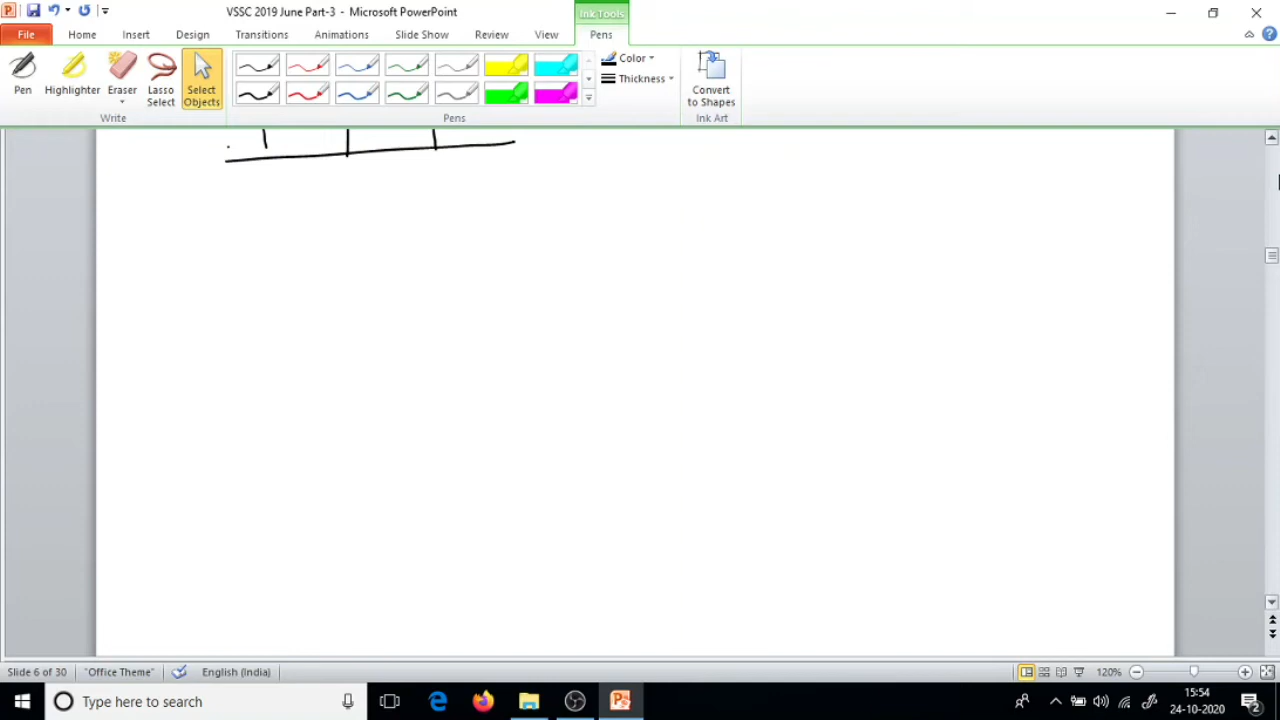 VSSC 2019 June Part-3 - Microsoft PowerPoint
Ink Tools
File Home Insert Design Transitions Animations Slide Show Review View Pens
Pen Highlighter Eraser Lasso Select Select Objects
Color
Thickness
Convert to Shapes
Write Pens Ink Art
Slide 6 of 30 "Office Theme" English (India) 120%
Type here to search
15:54
24-10-2020
2